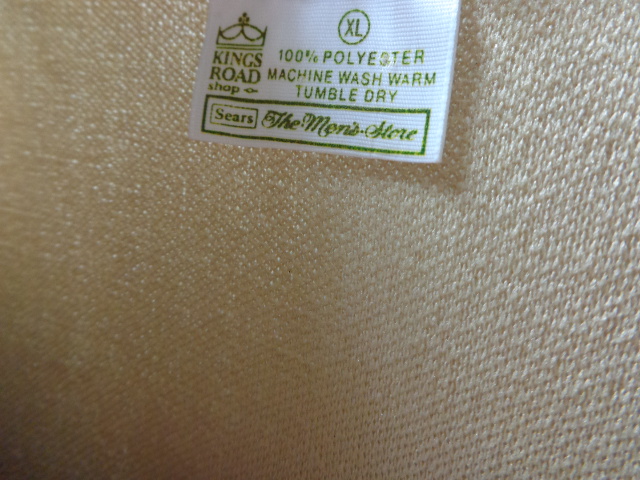 XL
KINGS
ROAD
shop
100% POLYESTER
MACHINE WASH WARM
TUMBLE DRY
Sears The Men's Store